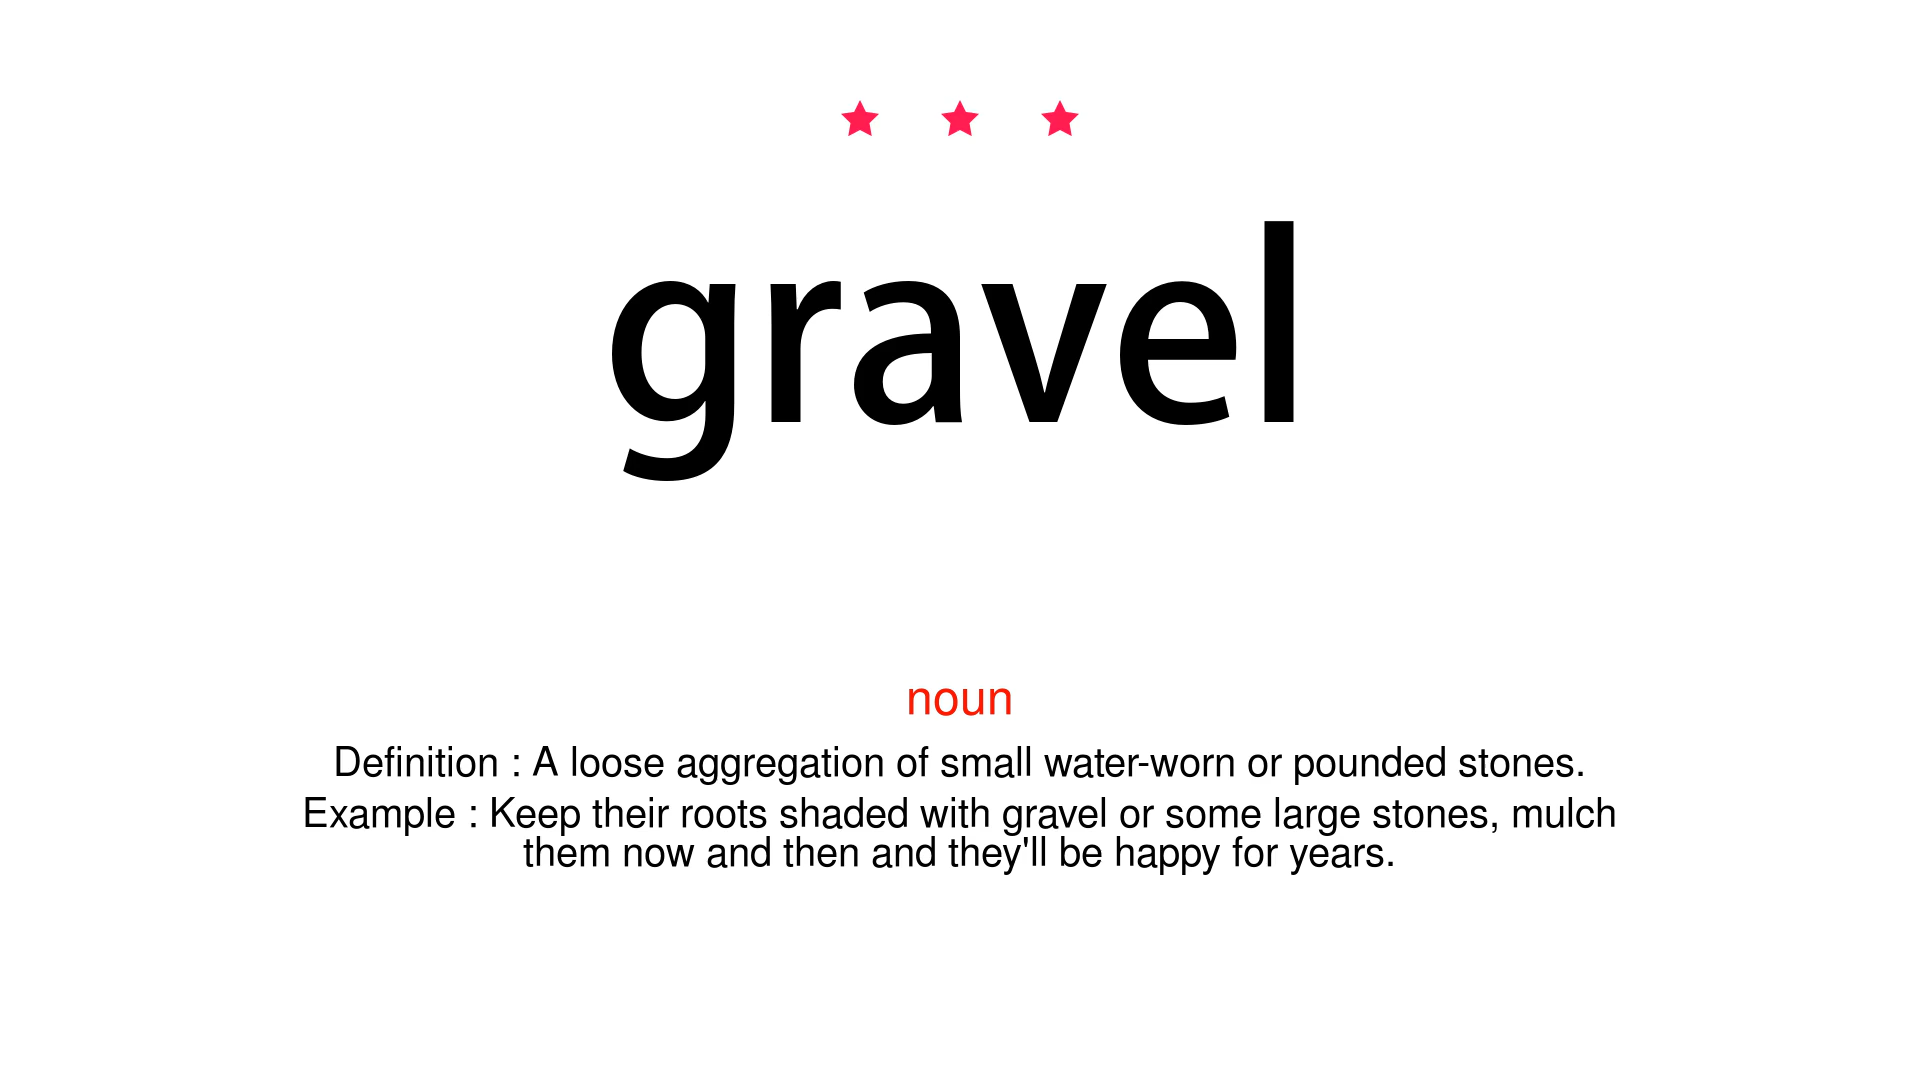 gravel
noun
Definition : A loose aggregation of small water-worn or pounded stones.
Example : Keep their roots shaded with gravel or some large stones, mulch
them now and then and they'll be happy for years.